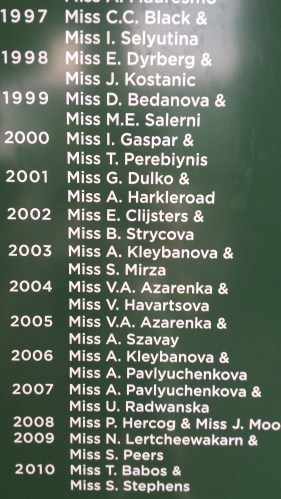 Miss A. Mauresmo
1997 Miss C.C. Black &
Miss I. Selyutina
1998 Miss E. Dyrberg &
Miss J. Kostanic
1999 Miss D. Bedanova &
Miss M.E. Salerni
2000 Miss I. Gaspar &
Miss T. Perebiynis
2001 Miss G. Dulko &
Miss A. Harkleroad
2002 Miss E. Clijsters &
Miss B. Strycova
2003 Miss A. Kleybanova &
Miss S. Mirza
2004 Miss V.A. Azarenka &
Miss V. Havartsova
2005 Miss V.A. Azarenka &
Miss A. Szavay
2006 Miss A. Kleybanova &
Miss A. Pavlyuchenkova
2007 Miss A. Pavlyuchenkova &
Miss U. Radwanska
2008 Miss P. Hercog & Miss J. Moo
2009 Miss N. Lertcheewakarn &
Miss S. Peers
2010 Miss T. Babos &
Miss S. Stephens